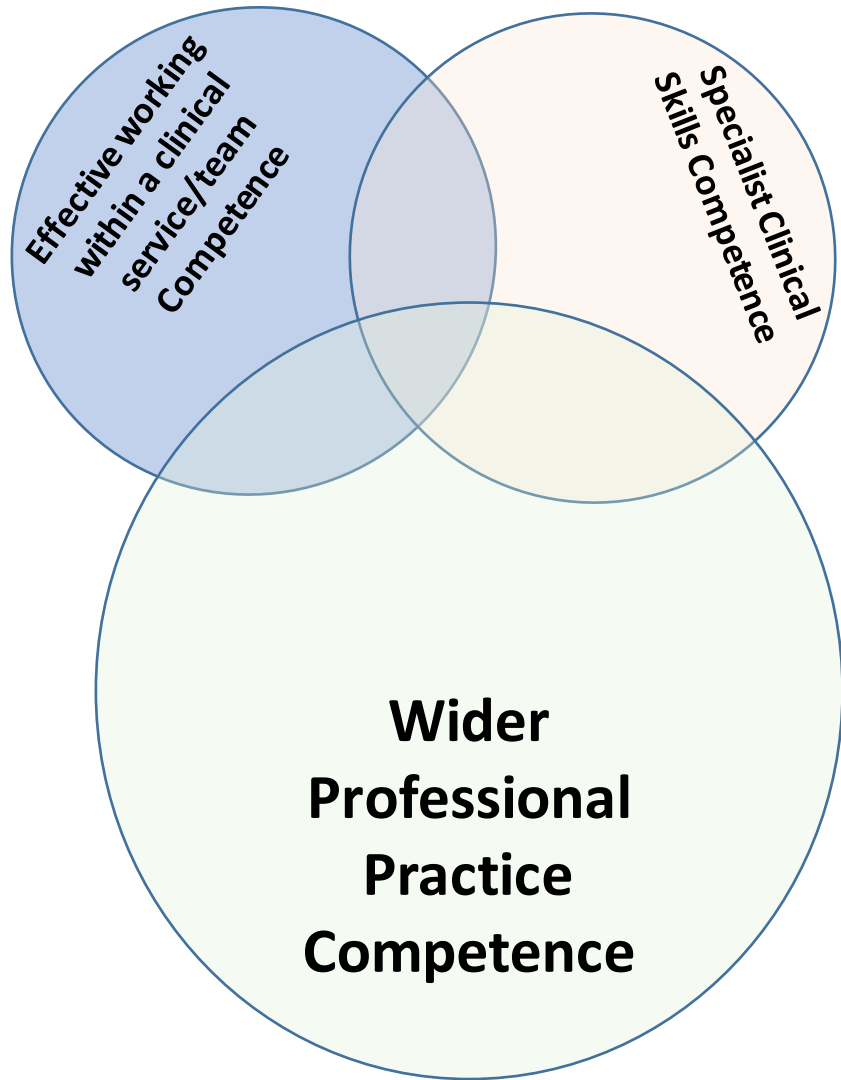 Effective working
within a clinical
service/team
Competence
Specialist Clinical
Skills Competence
Wider
Professional
Practice
Competence